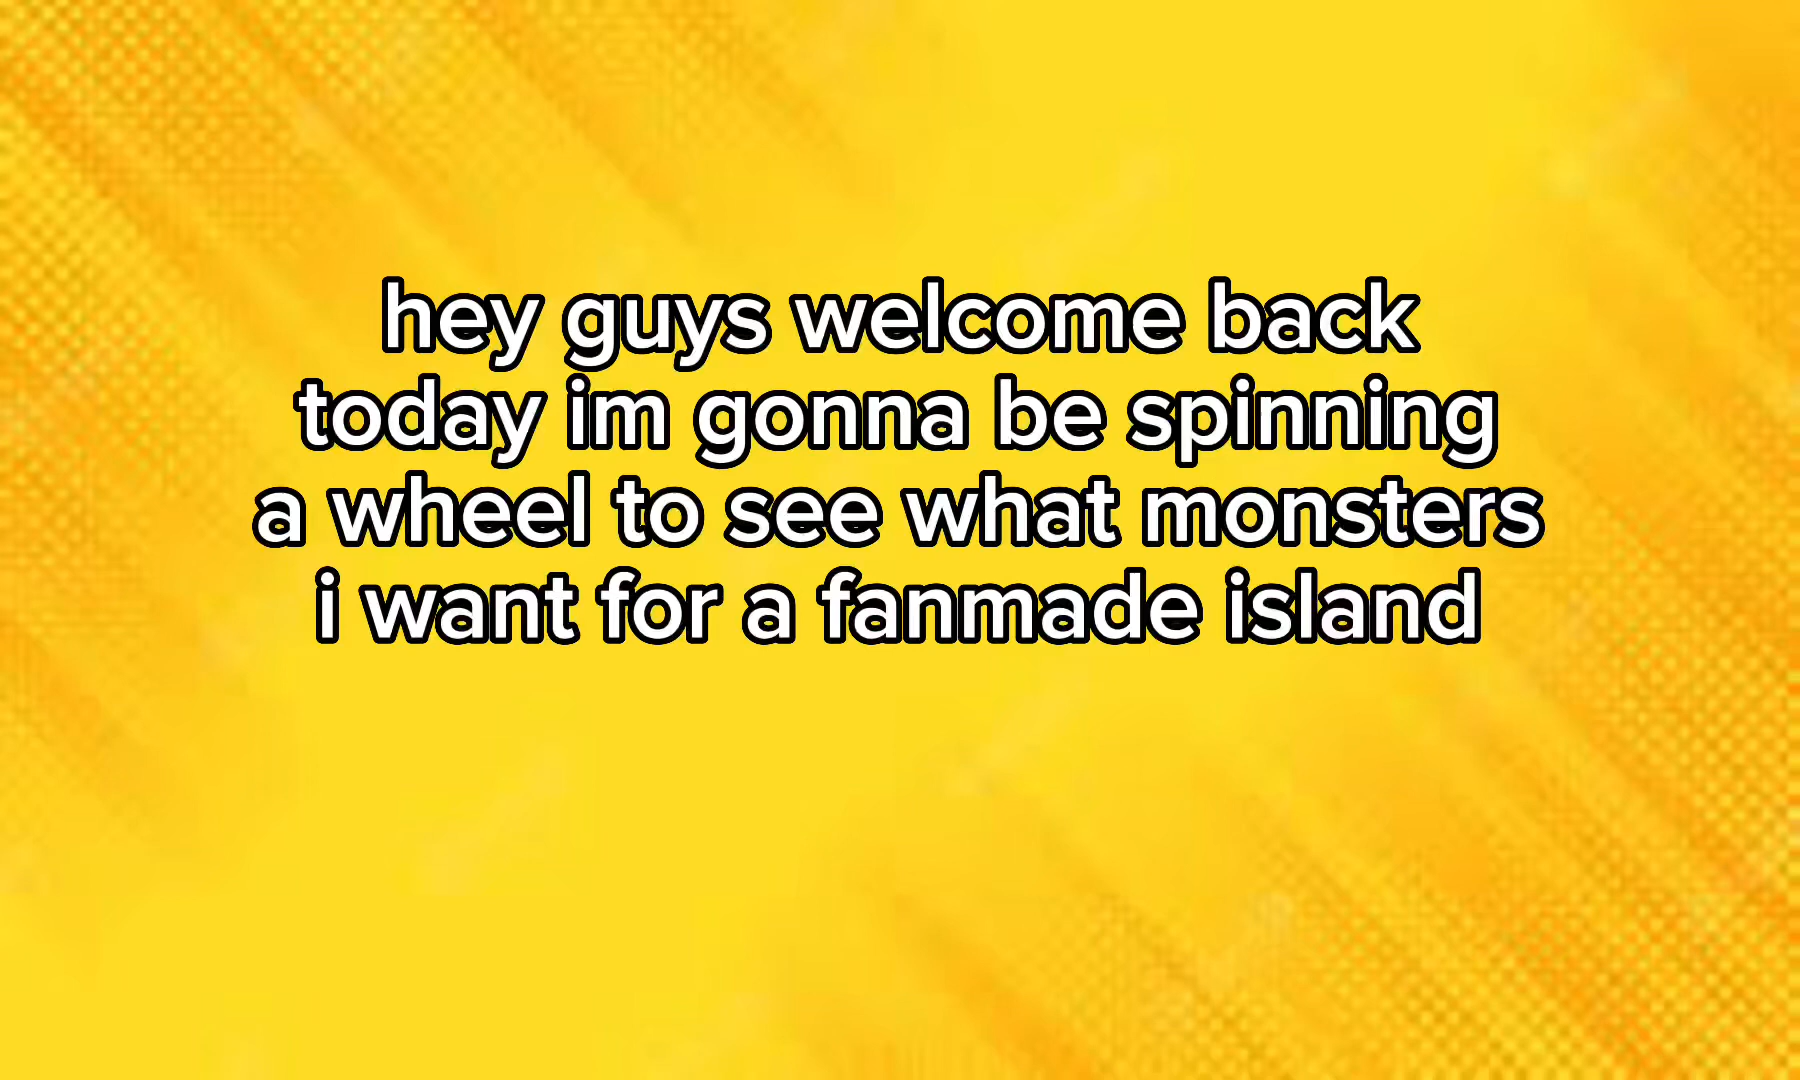 hey guys welcome back
today im gonna be spinning
a wheel to see what monsters
i want for a fanmade island